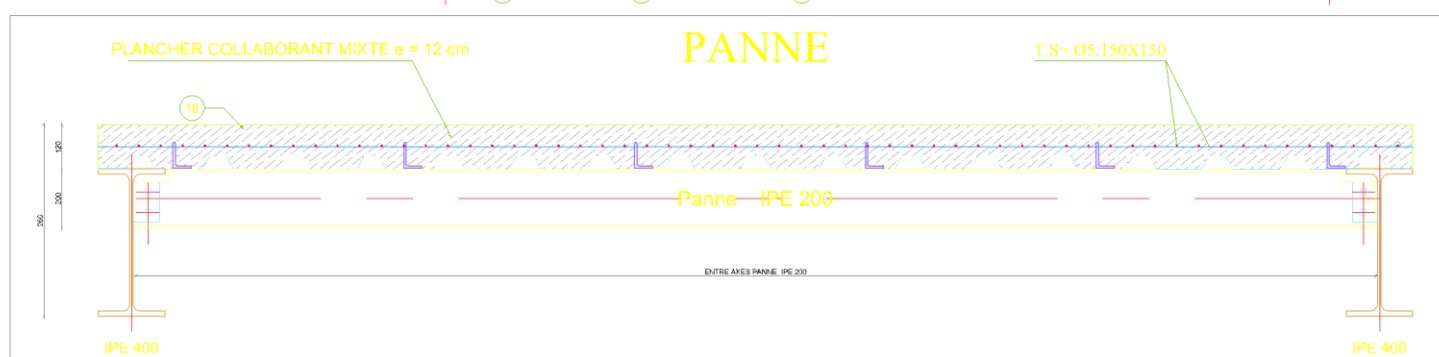 PANNE
PLANCHER COLLABORANT MIXTE e = 12 cm
T.S= Ø5.150X150
10
120
200
Panne IPE 200
ENTRE AXES PANNE IPE 200
IPE 400
IPE 400